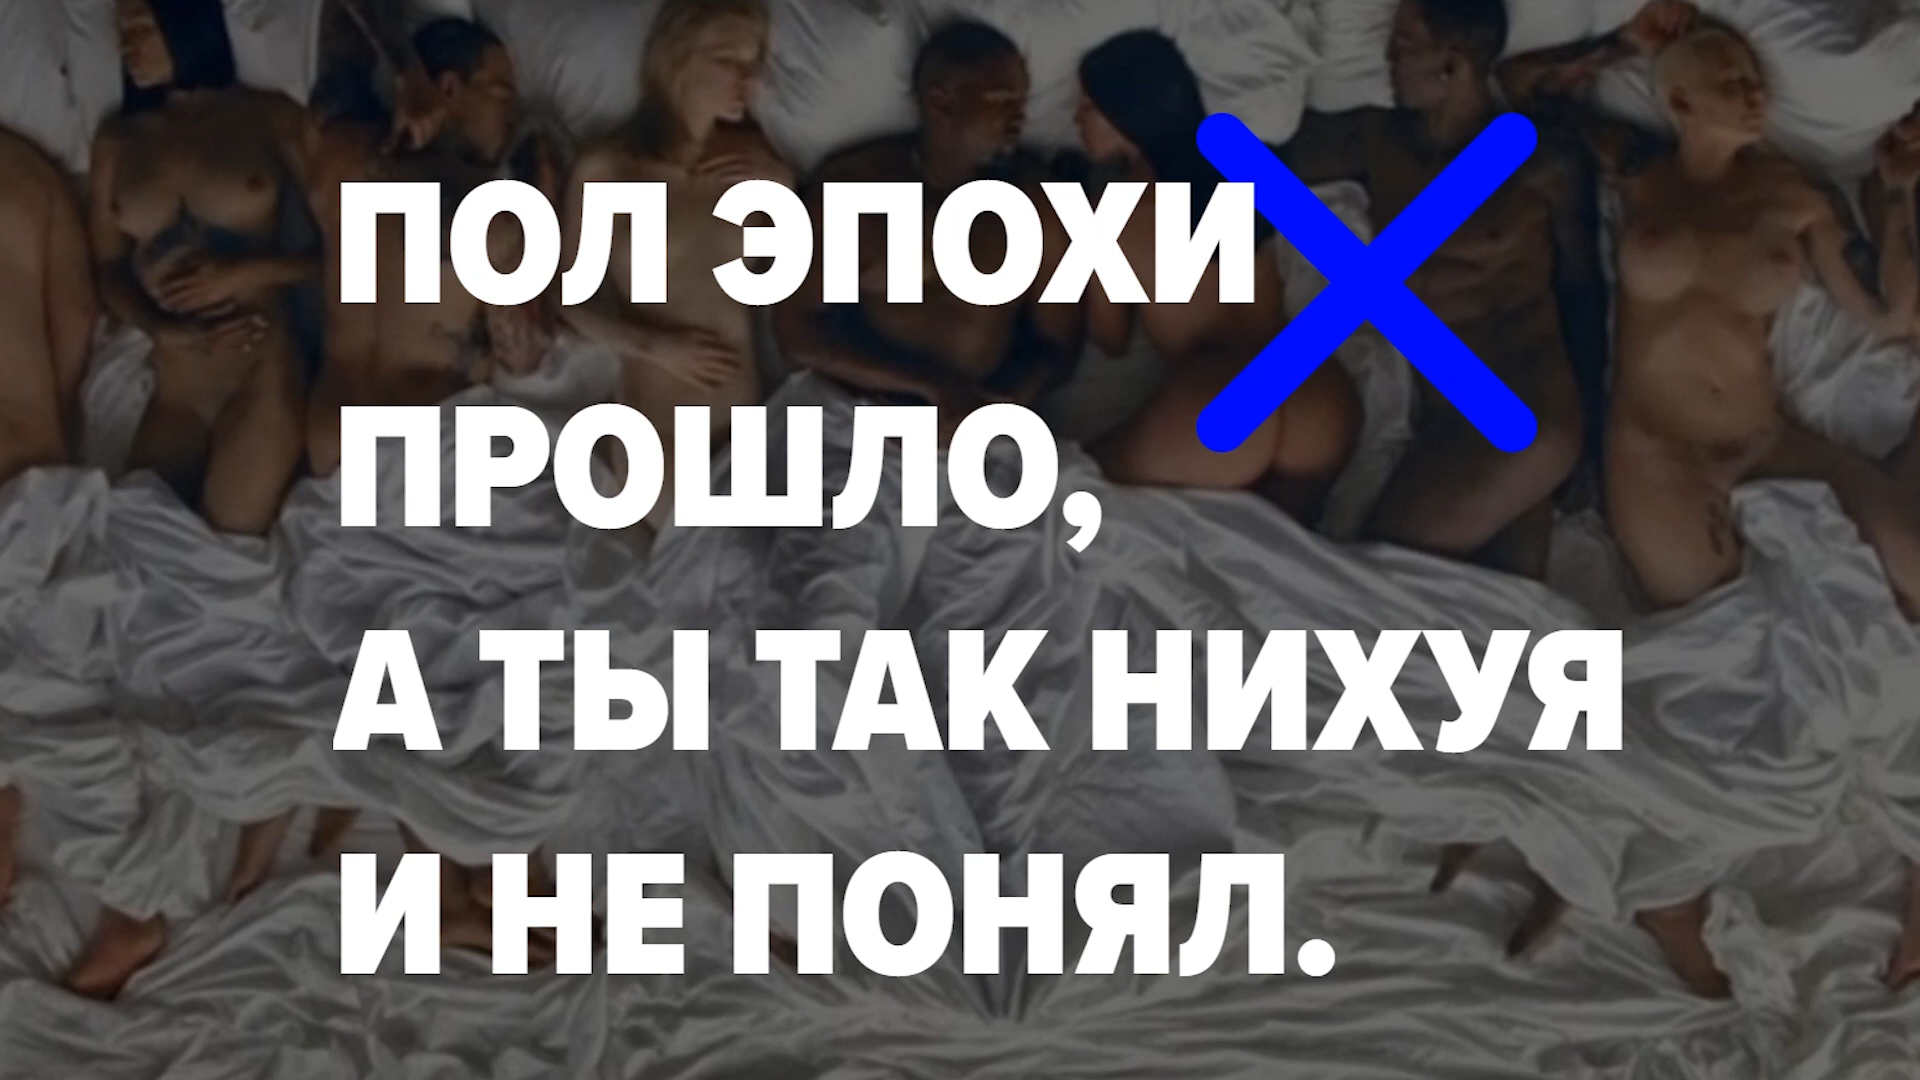 ПОЛ ЭПОХИ
ПРОШЛО,
А ТЫ ТАК НИХУЯ
И НЕ ПОНЯЛ.